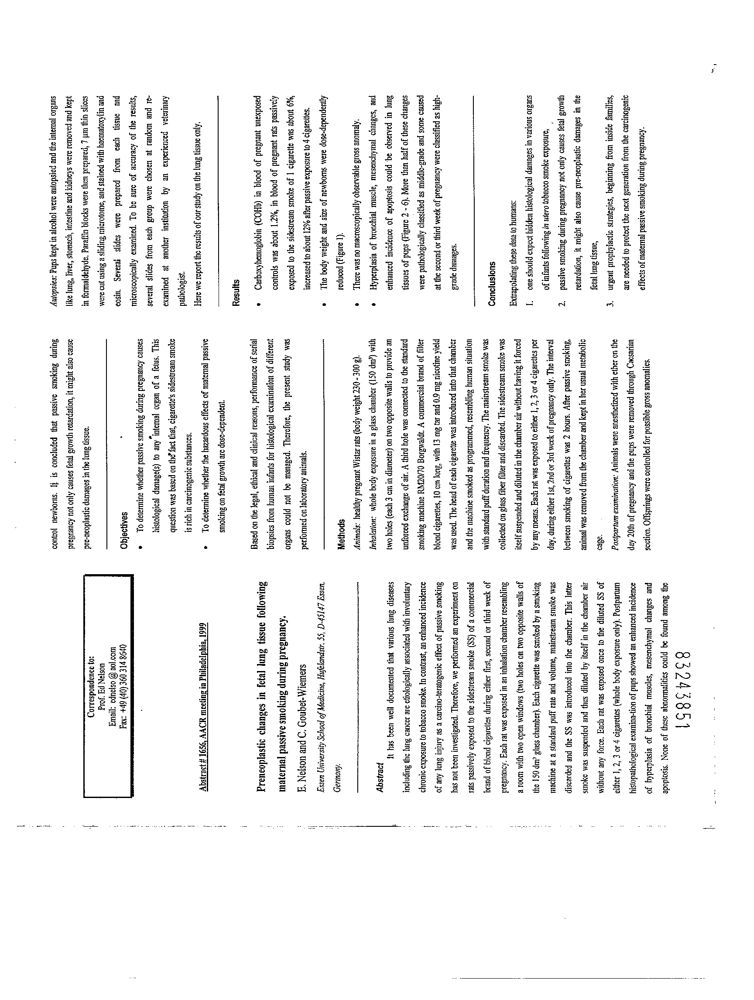 Correspondence to:
Prof. Ed Nelson
Email: ednelso @ aol.com
Fax: +49 (40) 360 314 8640
Abstract # 1656, AACR meeting in Philadelphia, 1999
Preneoplastic changes in fetal lung tissue following
maternal passive smoking during pregnancy.
E. Nelson and C. Goubet-Wiemers
Essen University School of Medicine, Hufelandstr. 55, D-45147 Essen,
Germany.
Abstract
It has been well documented that various lung diseases
including the lung cancer are etiologically associated with involuntary
chronic exposure to tobacco smoke. In contrast, an enhanced incidence
of any lung injury as a carcino-teratogenic effect of passive smoking
has not been investigated. Therefore, we performed an experiment on
rats passively exposed to the sidestream smoke (SS) of a commercial
brand of blond cigarettes during either first, second or third week of
pregnancy. Each rat was exposed in an inhalation chamber resembling
a room with two open windows (two holes on two opposite walls of
the 150 dm³ glass chamber). Each cigarette was smoked by a smoking
machine at a standard puff rate and volume, mainstream smoke was
discarded and the SS was introduced into the chamber. This latter
smoke was suspended and thus diluted by itself in the chamber air
without any force. Each rat was exposed once to the diluted SS of
either 1, 2, 3 or 4 cigarettes (whole body exposure only). Postpartum
histopathological examina-tion of pups showed an enhanced incidence
of hyperplasia of bronchial muscles, mesenchymal changes and
apoptosis. None of these abnormalities could be found among the
83243851
control newborns. Ij is concluded that passive smoking during
pregnancy not only causes fetal growth retardation, it might also cause
pre-neoplastic damages in the lung tissue.
Objectives
• To determine whether passive smoking during pregnancy causes
histological damage(s) to any internal organ of a fetus. This
question was based on the fact that, cigarette's sidestream smoke
is rich in carcinogenic substances.
• To determine whether the hazardous effects of maternal passive
smoking on fetal growth are dose-dependent.
Based on the legal, ethical and clinical reasons, perfromance of serial
biopsies from human infants for histological examination of different
organs could not be managed. Therefore, the present study was
performed on laboratory animals.
Methods
Animals: healthy pregnant Wistar rats (body weight 230 - 300 g).
Inhalation: whole body exposure in a glass chamber (150 dm³) with
two holes (each 3 cm in diameter) on two opposite walls to provide an
unforced exchange of air. A third hole was connected to the standard
smoking machine RM20/70 Borgwaldt. A commercial brand of filter
blond cigarettes, 10 cm long, with 13 mg tar and 0.9 mg nicotine yield
was used. The head of each cigarette was introduced into that chamber
and the machine smoked as programmed, resembling human situation
with standard puff duration and frequency. The mainstream smoke was
collected on glass fiber filter and discarded. The sidestream smoke was
itself suspended and diluted in the chamber air without having it forced
by any means. Each rat was exposed to either 1, 2, 3 or 4 cigarettes per
day, during either 1st, 2nd or 3rd week of pregnancy only. The interval
between smoking of cigarettes was 2 hours. After passive smoking,
animal was removed from the chamber and kept in her usual metabolic
cage.
Postpartum examination: Animals were anesthetized with ether on the
day 20th of pregnancy and the pups were removed through Caesarian
section. Offsprings were controlled for possible gross anomalies.
Autopsies: Pups kept in alcohol were autopsied and the internal organs
like lung, liver, stomach, intestine and kidneys were removed and kept
in formaldehyde. Paraffin blocks were then prepared, 7 µm thin slices
were cut using a sliding microtome, and stained with haematoxylin and
eosin. Several slides were prepared from each tissue and
microscopically examined. To be sure of accuracy of the results,
several slides from each group were chosen at random and re-
examined at another institution by an experienced veterinary
pathologist.
Here we report the results of our study on the lung tissue only.
Results
• Carboxyhemoglobin (COHb) in blood of pregnant unexposed
controls was about 1.2%, in blood of pregnant rats passively
exposed to the sidestream smoke of 1 cigarette was about 6%,
increased to about 12% after passive exposure to 4 cigarettes.
• The body weight and size of newborns were dose-dependently
reduced (Figure 1).
• There was no macroscopically observable gross anomaly.
• Hyperplasia of bronchial muscle, mesenchymal changes, and
enhanced incidence of apoptosis could be observed in lung
tissues of pups (Figure 2 - 6). More than half of these changes
were pathologically classified as middle-grade and some caused
at the second or third week of pregnancy were classified as high-
grade damages.
Conclusions
Extrapolating these data to humans:
1. one should expect hidden histological damages in various organs
of infants following in utero tobacco smoke exposure,
2. passive smoking during pregnancy not only causes fetal growth
retardation, it might also cause pre-neoplastic damages in the
fetal lung tissue,
3. urgent prophylactic strategies, beginning from inside families,
are needed to protect the next generation from the carcinogenic
effects of maternal passive smoking during pregnancy.